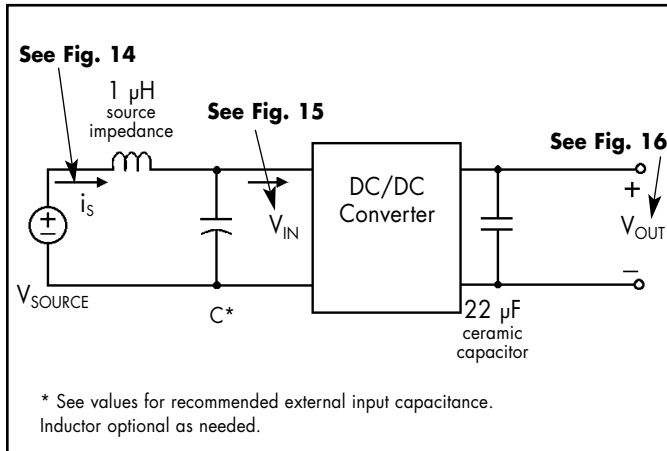 See Fig. 14
1 µH
source
impedance
See Fig. 15
See Fig. 16
iS
VIN
DC/DC
Converter
+
VOUT
−
+
−
VSOURCE
C*
22 µF
ceramic
capacitor
* See values for recommended external input capacitance.
Inductor optional as needed.